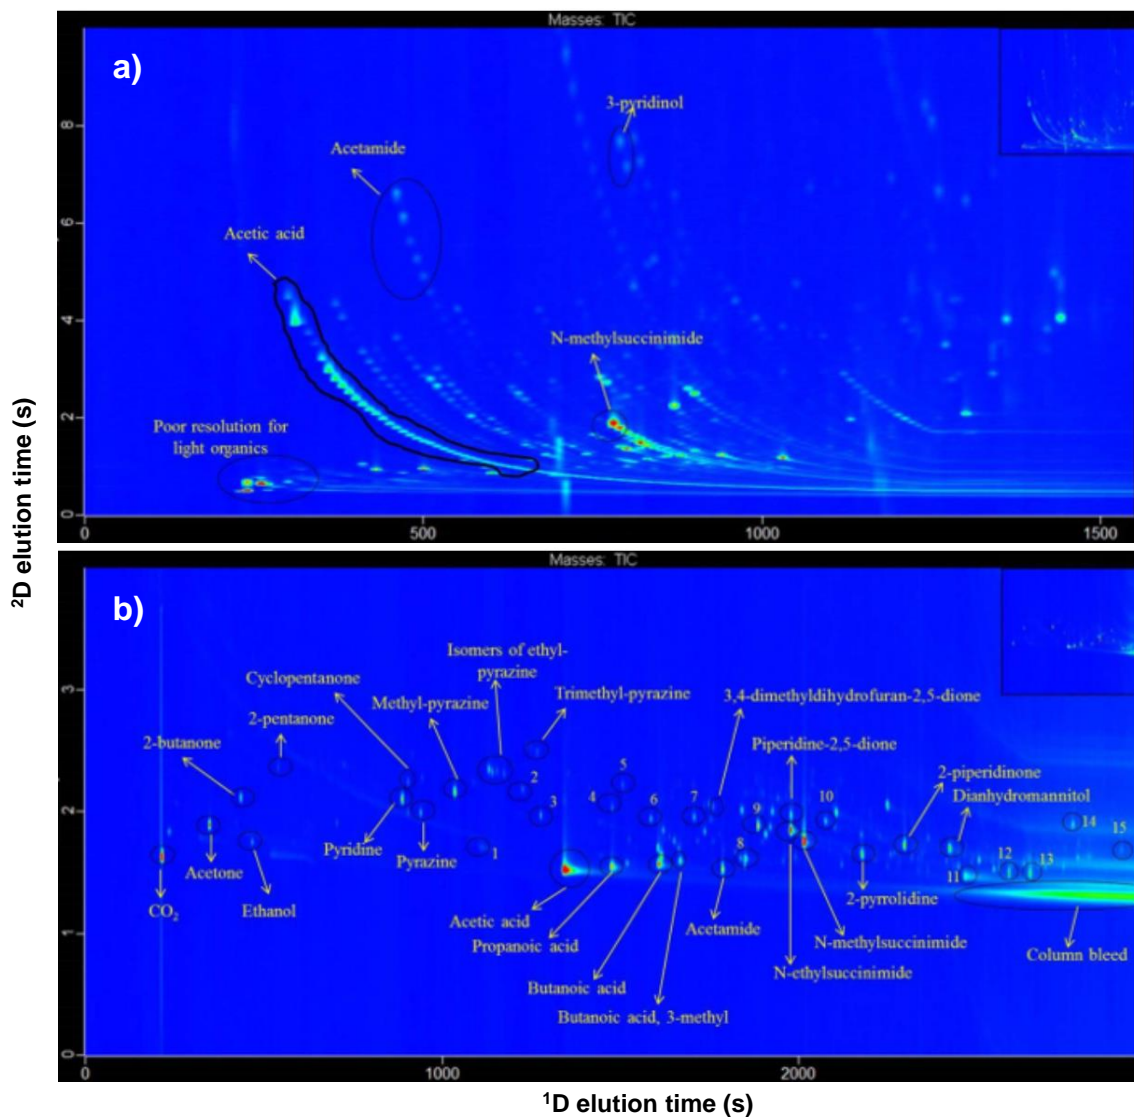 Masses: TIC
a)
3-pyridinol
Acetamide
Acetic acid
N-methylsuccinimide
Poor resolution for
light organics
8
6
4
2
0
0
500
1000
1500
²D elution time (s)
Masses: TIC
b)
Isomers of ethyl-
pyrazine
Cyclopentanone
Trimethyl-pyrazine
Methyl-pyrazine
3,4-dimethyldihydrofuran-2,5-dione
2-pentanone
2-butanone
Piperidine-2,5-dione
2-piperidinone
Dianhydromannitol
1
2
3
4
5
6
7
8
9
10
11
12
13
14
15
Pyridine
Pyrazine
Acetone
Ethanol
CO₂
Acetic acid
Propanoic acid
Butanoic acid
Butanoic acid, 3-methyl
Acetamide
2-pyrrolidine
N-methylsuccinimide
N-ethylsuccinimide
Column bleed
3
2
1
0
0
1000
2000
¹D elution time (s)